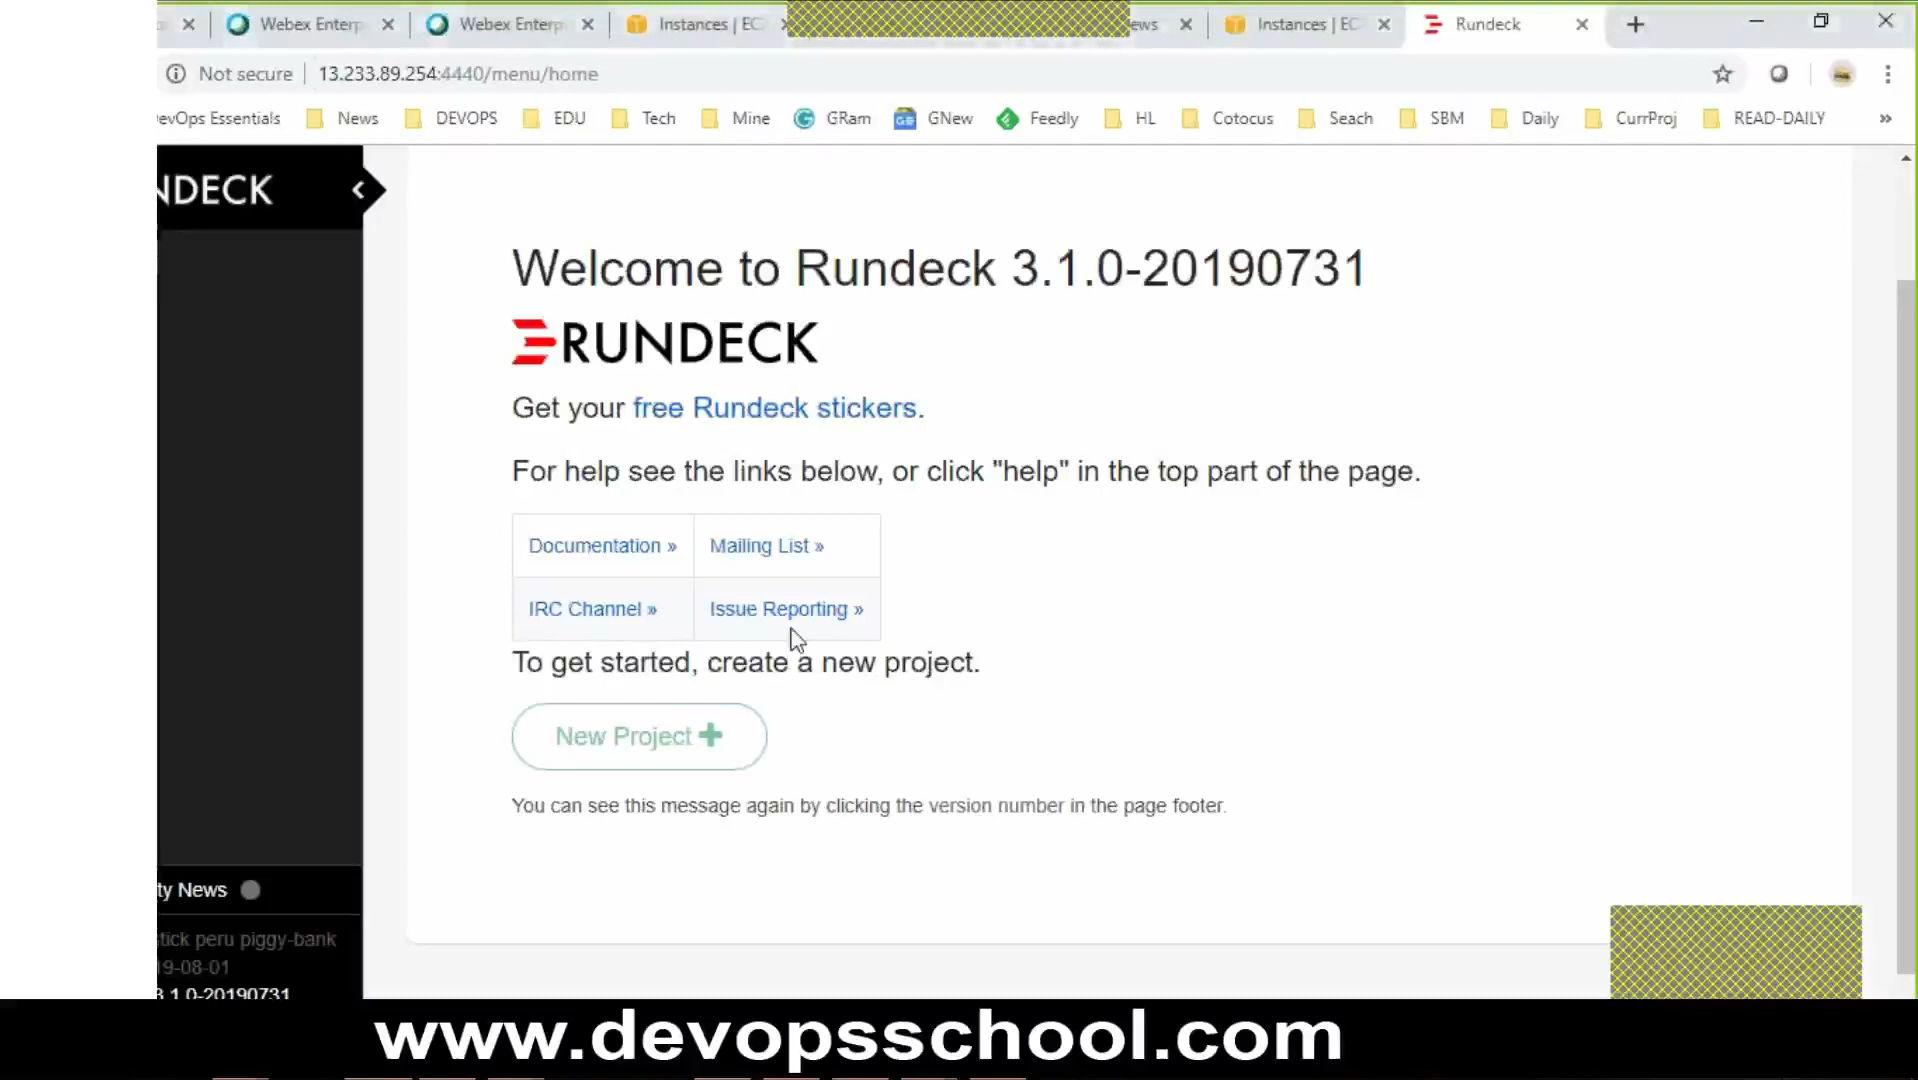 Webex Enterp
Webex Enterp
Instances | EC
ews
Instances | EC
Rundeck
Not secure
13.233.89.254:4440/menu/home
evOps Essentials
News
DEVOPS
EDU
Tech
Mine
GRam
GNew
Feedly
HL
Cotocus
Seach
SBM
Daily
CurrProj
READ-DAILY
»
NDECK
Welcome to Rundeck 3.1.0-20190731
RUNDECK
Get your free Rundeck stickers.
For help see the links below, or click "help" in the top part of the page.
Documentation »
Mailing List »
IRC Channel »
Issue Reporting »
To get started, create a new project.
New Project +
You can see this message again by clicking the version number in the page footer.
ty News
stick peru piggy-bank
19-08-01
3.1.0-20190731
www.devopsschool.com